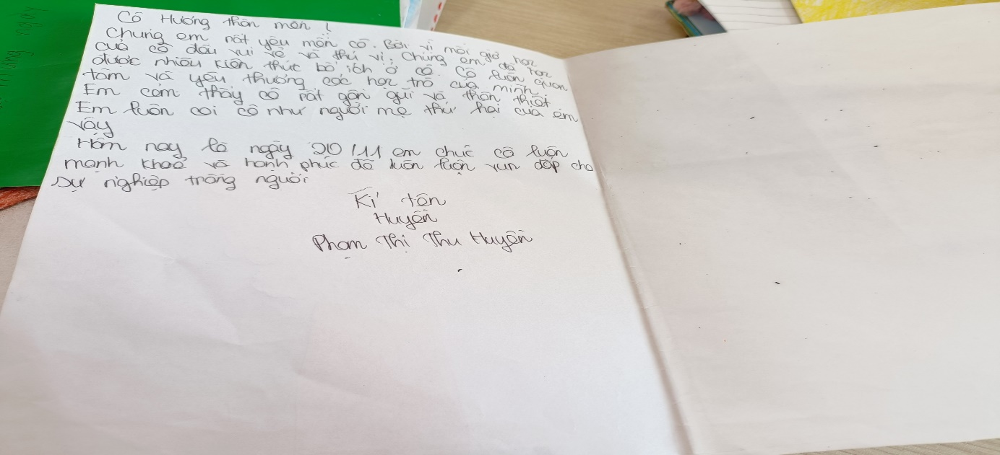 Cô Hương thân mến !
Chúng em rất yêu mến cô. Bởi vì mỗi giờ học
của cô đều vui vẻ và thú vị. Chúng em đã học
được nhiều kiến thức bổ ích ở cô. Cô luôn quan
tâm và yêu thương các học trò của mình
Em cảm thấy cô rất gần gũi và thân thiết
Em luôn coi cô như người mẹ thứ hai của em
vậy
Hôm nay là ngày 20/11 em chúc cô luôn
mạnh khoẻ và hạnh phúc để luôn luôn vun đắp cho
sự nghiệp trồng người
Kí tên
Huyền
Phạm Thị Thu Huyền